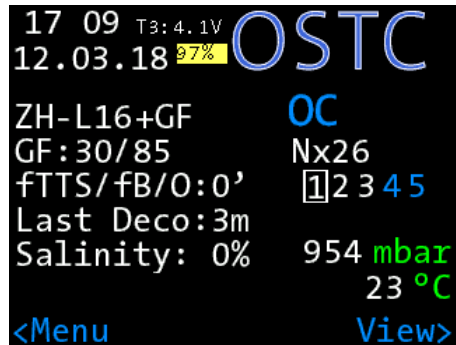 17 09 T3:4.1V OSTC
12.03.18 97%
ZH-L16+GF OC
GF:30/85 Nx26
fTTS/fB/O:0’ 1 2 3 4 5
Last Deco:3m
Salinity: 0% 954 mbar
23 °C
<Menu View>